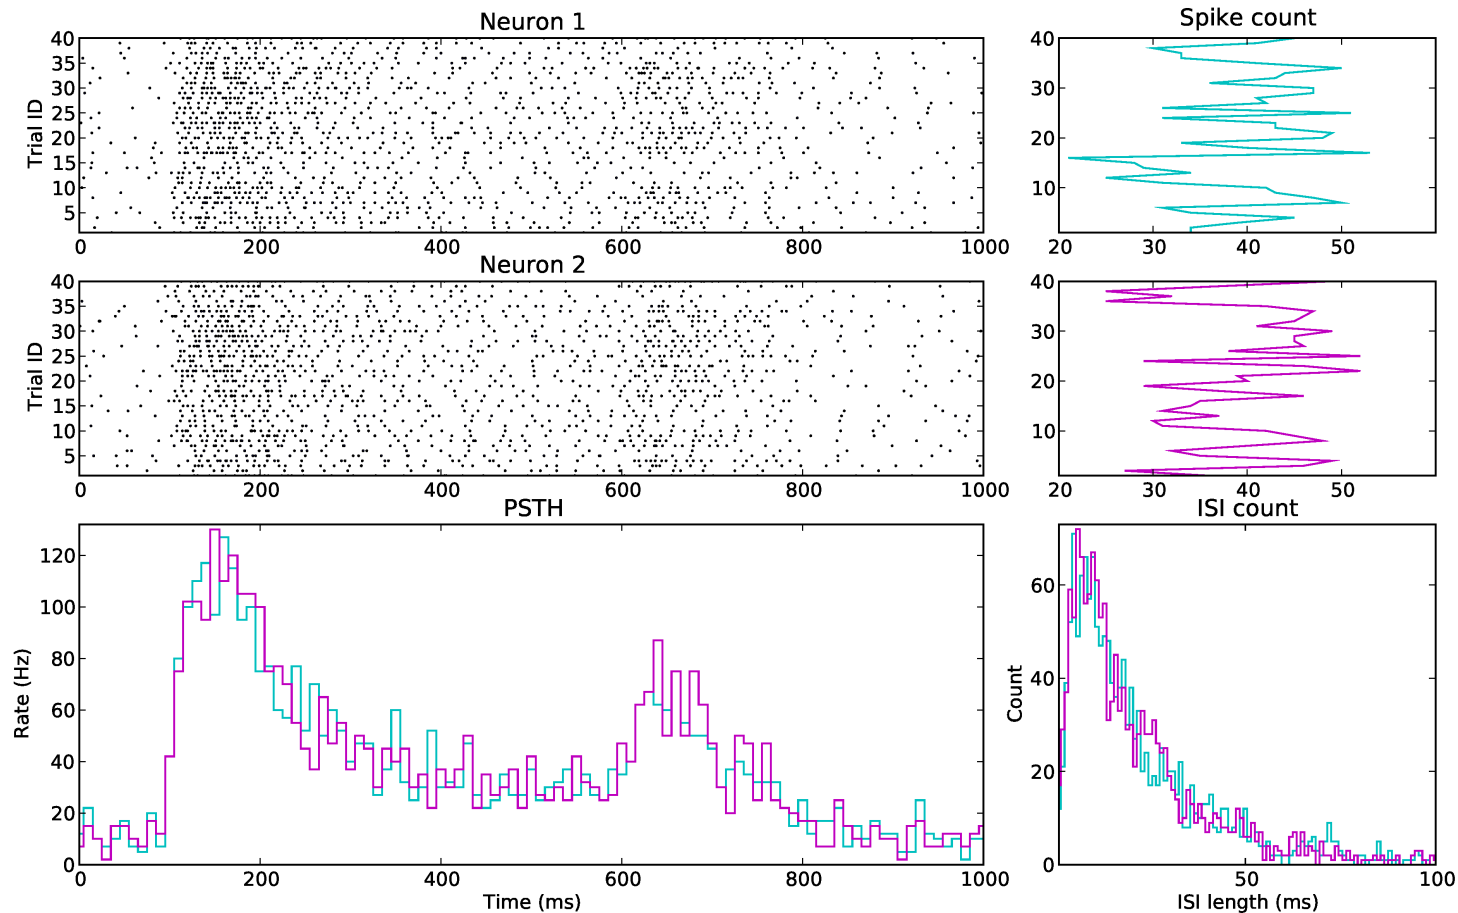 Neuron 1
Spike count
40
35
30
25
20
15
10
5
Trial ID
0 200 400 600 800 1000
40
30
20
10
20 30 40 50
Neuron 2
40
35
30
25
20
15
10
5
Trial ID
0 200 400 600 800 1000
40
30
20
10
20 30 40 50
PSTH
ISI count
120
100
80
60
40
20
0
Rate (Hz)
0 200 400 600 800 1000
Time (ms)
60
40
20
0
Count
50 100
ISI length (ms)